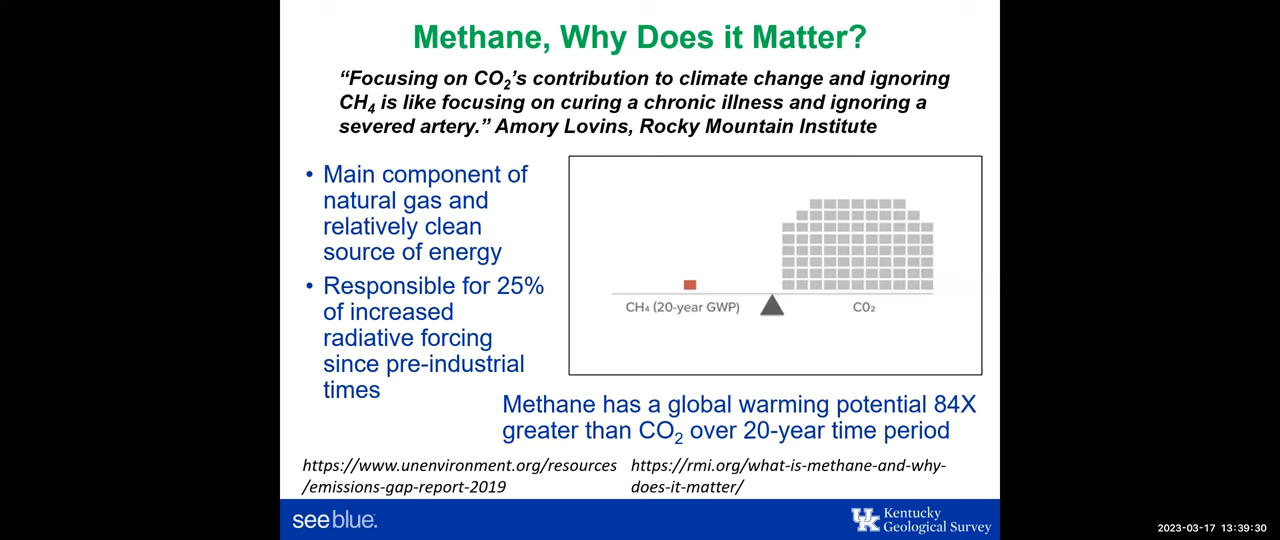 Methane, Why Does it Matter?
“Focusing on CO₂’s contribution to climate change and ignoring
CH₄ is like focusing on curing a chronic illness and ignoring a
severed artery.” Amory Lovins, Rocky Mountain Institute
• Main component of
natural gas and
relatively clean
source of energy
• Responsible for 25%
of increased
radiative forcing
since pre-industrial
times
CH₄ (20-year GWP)
C0₂
Methane has a global warming potential 84X
greater than CO₂ over 20-year time period
https://www.unenvironment.org/resources
/emissions-gap-report-2019
https://rmi.org/what-is-methane-and-why-
does-it-matter/
seeblue.
UK Kentucky
Geological Survey
2023-03-17 13:39:30